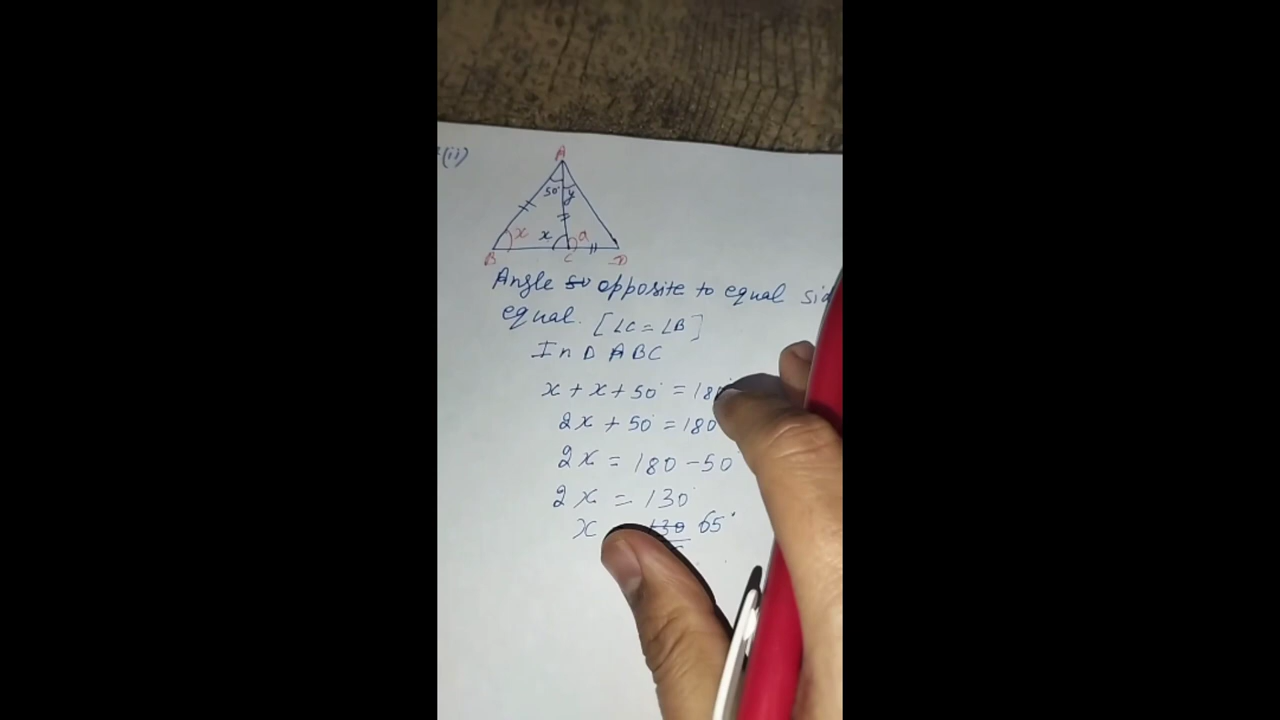 (ii)
A
50° y
x x a
B C D
Angle opposite to equal
equal. [∠C = ∠B]
In Δ ABC
x + x + 50° = 18
2x + 50° = 180
2x = 180 - 50°
2x = 130°
x 130 65°